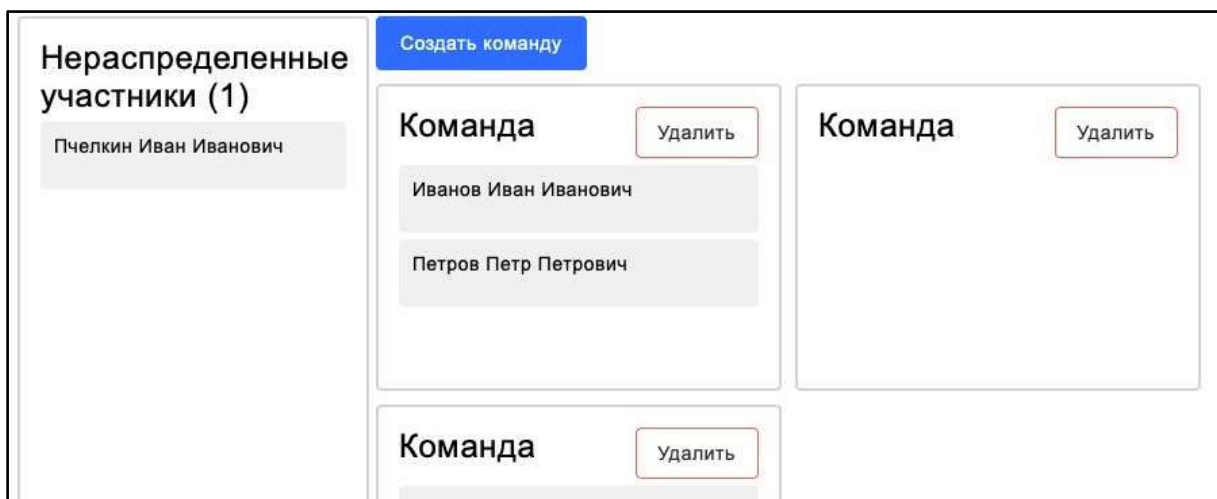 Нераспределенные
участники (1)
Пчелкин Иван Иванович
Создать команду
Команда
Удалить
Иванов Иван Иванович
Петров Петр Петрович
Команда
Удалить
Команда
Удалить